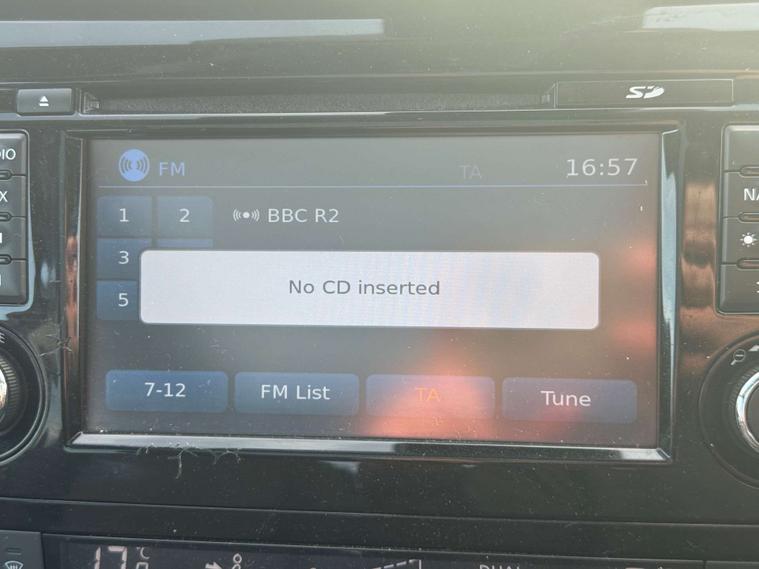 SD
FM
TA
16:57
1
2
BBC R2
3
No CD inserted
5
7-12
FM List
TA
Tune
17
°C